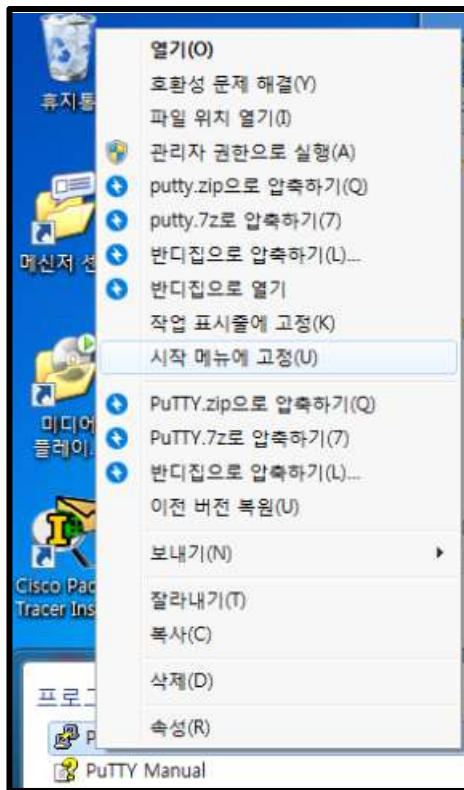 휴지통
메신저 센
미디어
플레이.
Cisco Pac
Tracer Ins
열기(O)
호환성 문제 해결(Y)
파일 위치 열기(I)
관리자 권한으로 실행(A)
putty.zip으로 압축하기(Q)
putty.7z로 압축하기(7)
반디집으로 압축하기(L)...
반디집으로 열기
작업 표시줄에 고정(K)
시작 메뉴에 고정(U)
PuTTY.zip으로 압축하기(Q)
PuTTY.7z로 압축하기(7)
반디집으로 압축하기(L)...
이전 버전 복원(U)
보내기(N)
잘라내기(T)
복사(C)
삭제(D)
속성(R)
프로그
P
PuTTY Manual